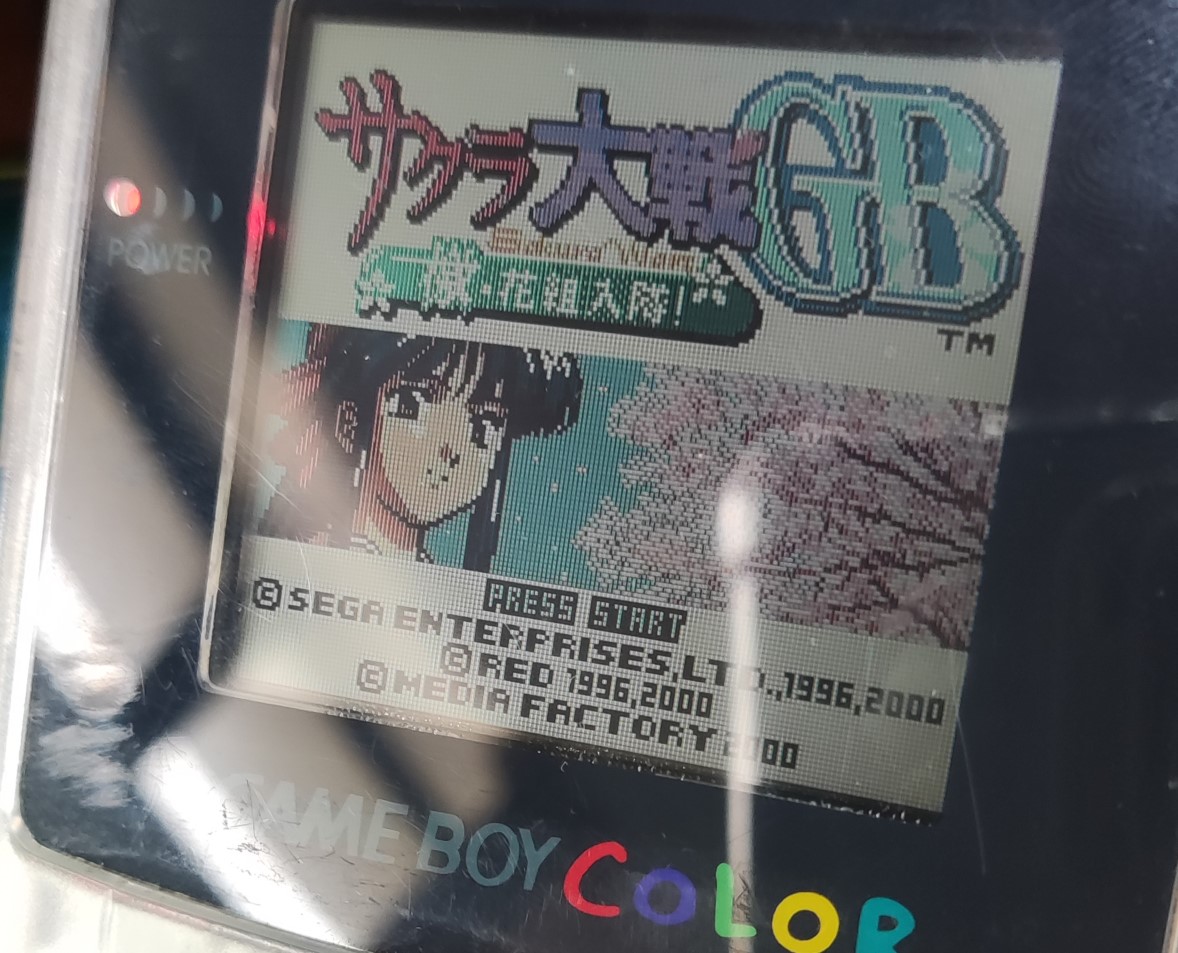 サクラ大戦GB
Sakura Wars
檄・花組入隊!
TM
POWER
PRESS START
© SEGA ENTERPRISES,LTD.,1996,2000
© RED 1996,2000
© MEDIA FACTORY 2000
GAME BOY COLOR